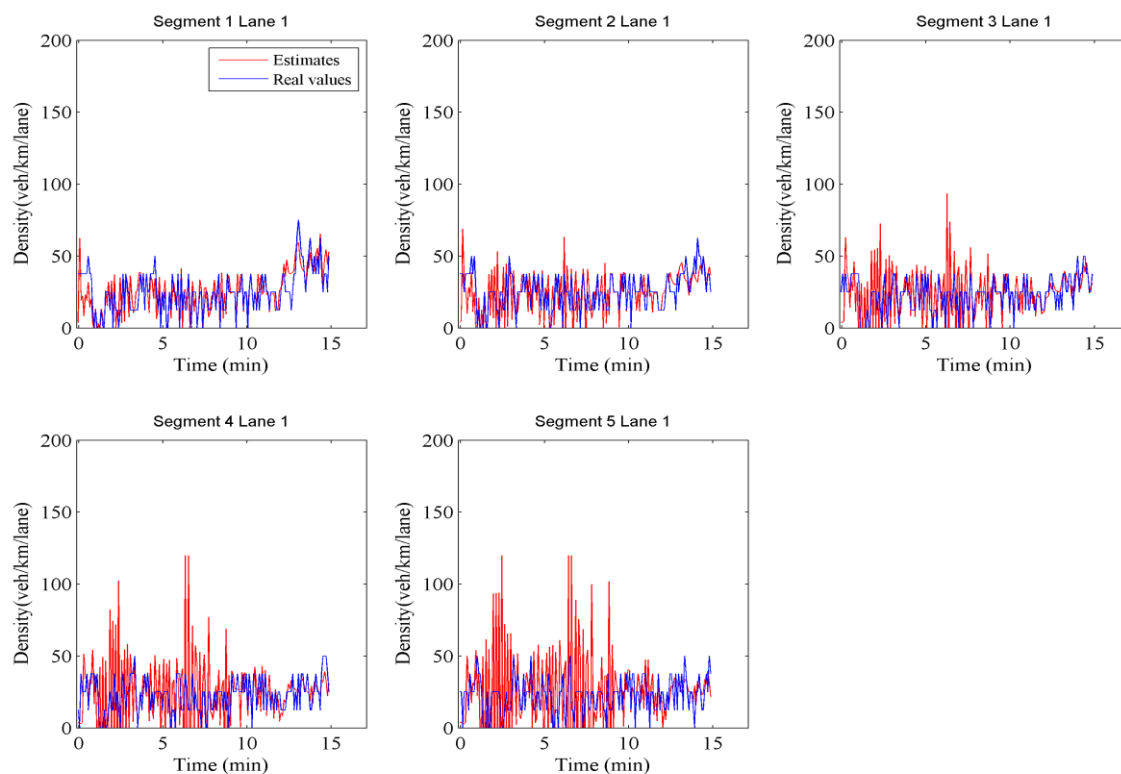 Segment 1 Lane 1
200
150
100
50
0
Density(veh/km/lane)
Estimates
Real values
0 5 10 15
Time (min)
Segment 2 Lane 1
200
150
100
50
0
Density(veh/km/lane)
0 5 10 15
Time (min)
Segment 3 Lane 1
200
150
100
50
0
Density(veh/km/lane)
0 5 10 15
Time (min)
Segment 4 Lane 1
200
150
100
50
0
Density(veh/km/lane)
0 5 10 15
Time (min)
Segment 5 Lane 1
200
150
100
50
0
Density(veh/km/lane)
0 5 10 15
Time (min)